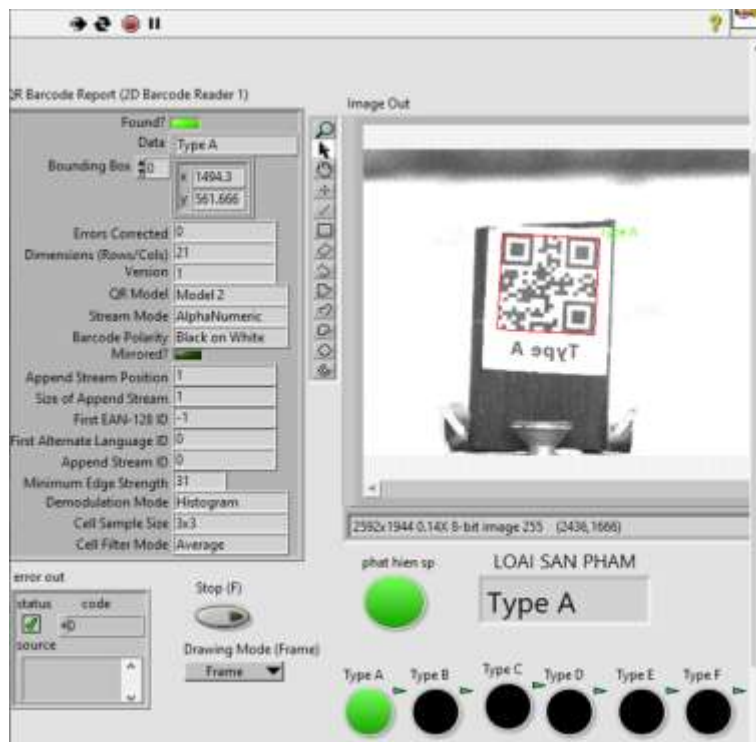 QR Barcode Report (2D Barcode Reader 1)
Found?
Data Type A
Bounding Box 0
x 1494.3
y 561.666
Errors Corrected 0
Dimensions (Rows/Cols) 21
Version 1
QR Model Model 2
Stream Mode AlphaNumeric
Barcode Polarity Black on White
Mirrored?
Append Stream Position 1
Size of Append Stream 1
First EAN-128 ID -1
First Alternate Language ID 0
Append Stream ID 0
Minimum Edge Strength 31
Demodulation Mode Histogram
Cell Sample Size 3x3
Cell Filter Mode Average
error out
status code
source
Stop (F)
Drawing Mode (Frame)
Frame
Image Out
Type A
Type A
2592x1944 0.14X 8-bit image 255 (2436,1666)
phat hien sp
LOAI SAN PHAM
Type A
Type A Type B Type C Type D Type E Type F